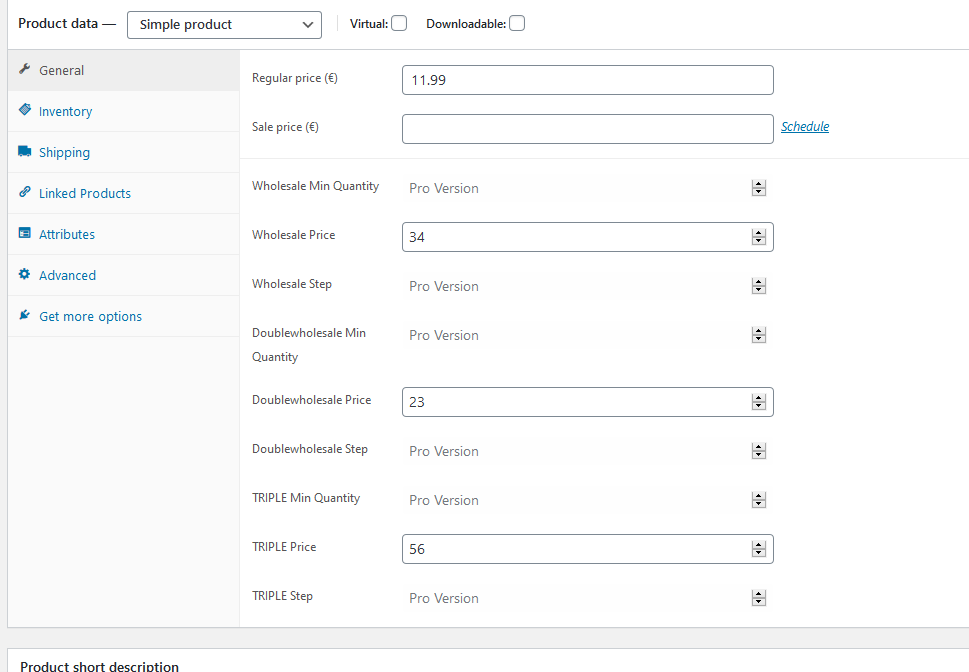 Product data — Simple product Virtual: Downloadable:
General
Inventory
Shipping
Linked Products
Attributes
Advanced
Get more options
Regular price (€) 11.99
Sale price (€) Schedule
Wholesale Min Quantity Pro Version
Wholesale Price 34
Wholesale Step Pro Version
Doublewholesale Min
Quantity Pro Version
Doublewholesale Price 23
Doublewholesale Step Pro Version
TRIPLE Min Quantity Pro Version
TRIPLE Price 56
TRIPLE Step Pro Version
Product short description